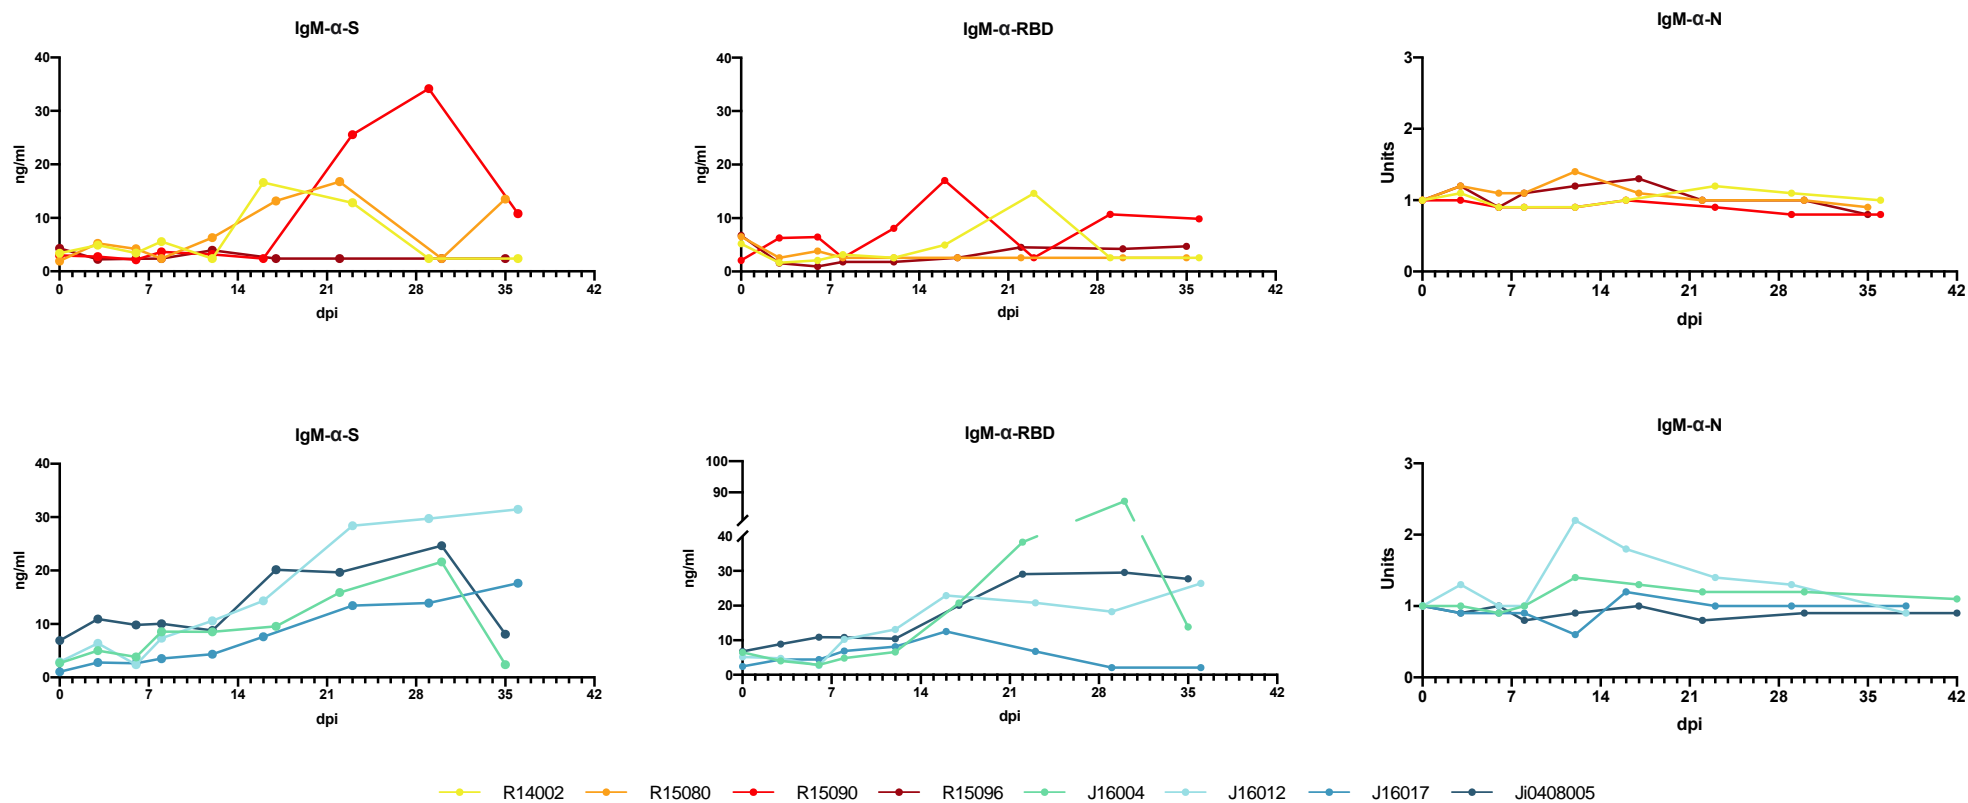 IgM-α-S
40
30
20
10
0
ng/ml
0 7 14 21 28 35 42
dpi
IgM-α-RBD
40
30
20
10
0
ng/ml
0 7 14 21 28 35 42
dpi
IgM-α-N
3
2
1
0
Units
0 7 14 21 28 35 42
dpi
IgM-α-S
40
30
20
10
0
ng/ml
0 7 14 21 28 35 42
dpi
IgM-α-RBD
100
90
40
30
20
10
0
ng/ml
0 7 14 21 28 35 42
dpi
IgM-α-N
3
2
1
0
Units
0 7 14 21 28 35 42
dpi
R14002 R15080 R15090 R15096 J16004 J16012 J16017 Ji0408005